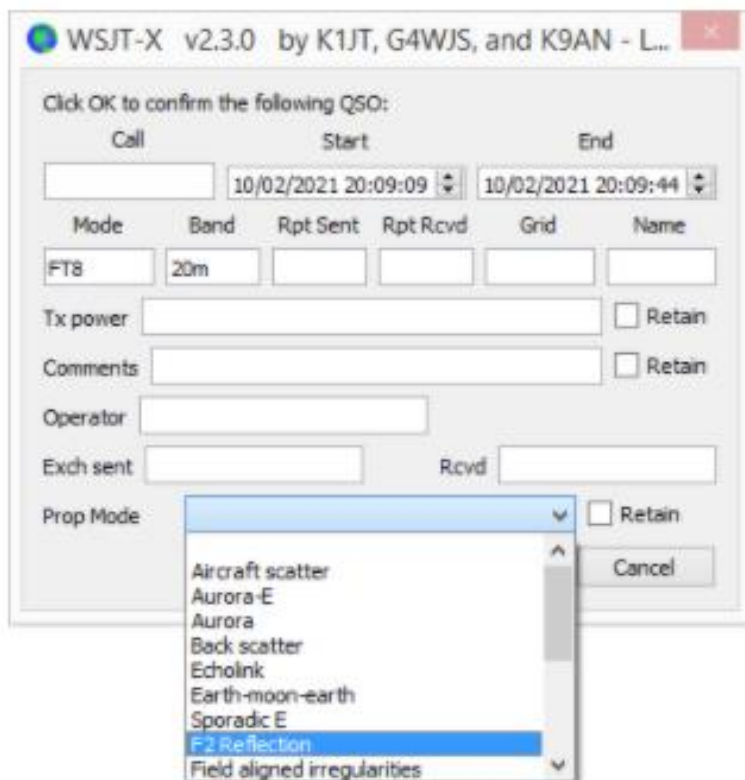 WSJT-X v2.3.0 by K1JT, G4WJS, and K9AN - L...
Click OK to confirm the following QSO:
Call Start End
10/02/2021 20:09:09 10/02/2021 20:09:44
Mode Band Rpt Sent Rpt Rcvd Grid Name
FT8 20m
Tx power Retain
Comments Retain
Operator
Exch sent Rcvd
Prop Mode Retain
Cancel
Aircraft scatter
Aurora-E
Aurora
Back scatter
Echolink
Earth-moon-earth
Sporadic E
F2 Reflection
Field aligned irregularities